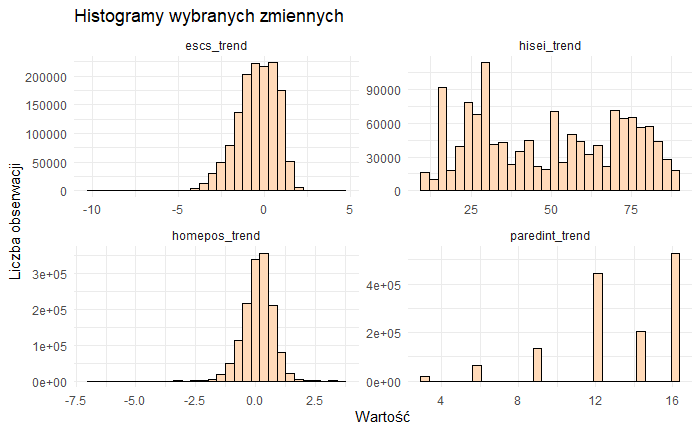 Histogramy wybranych zmiennych
escs_trend
hisei_trend
200000
150000
100000
50000
0
-10
-5
0
5
90000
60000
30000
0
25
50
75
homepos_trend
paredint_trend
3e+05
2e+05
1e+05
0e+00
-7.5
-5.0
-2.5
0.0
2.5
4e+05
2e+05
0e+00
4
8
12
16
Liczba obserwacji
Wartość